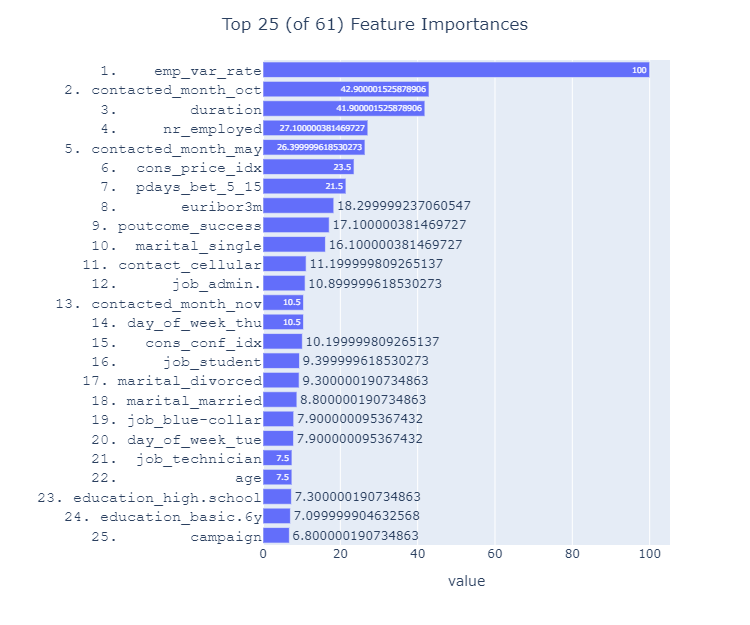 Top 25 (of 61) Feature Importances
1. emp_var_rate 100
2. contacted_month_oct 42.900001525878906
3. duration 41.900001525878906
4. nr_employed 27.100000381469727
5. contacted_month_may 26.399999618530273
6. cons_price_idx 23.5
7. pdays_bet_5_15 21.5
8. euribor3m 18.299999237060547
9. poutcome_success 17.100000381469727
10. marital_single 16.100000381469727
11. contact_cellular 11.199999809265137
12. job_admin. 10.899999618530273
13. contacted_month_nov 10.5
14. day_of_week_thu 10.5
15. cons_conf_idx 10.199999809265137
16. job_student 9.399999618530273
17. marital_divorced 9.300000190734863
18. marital_married 8.800000190734863
19. job_blue-collar 7.900000095367432
20. day_of_week_tue 7.900000095367432
21. job_technician 7.5
22. age 7.5
23. education_high.school 7.300000190734863
24. education_basic.6y 7.099999904632568
25. campaign 6.800000190734863
0 20 40 60 80 100
value